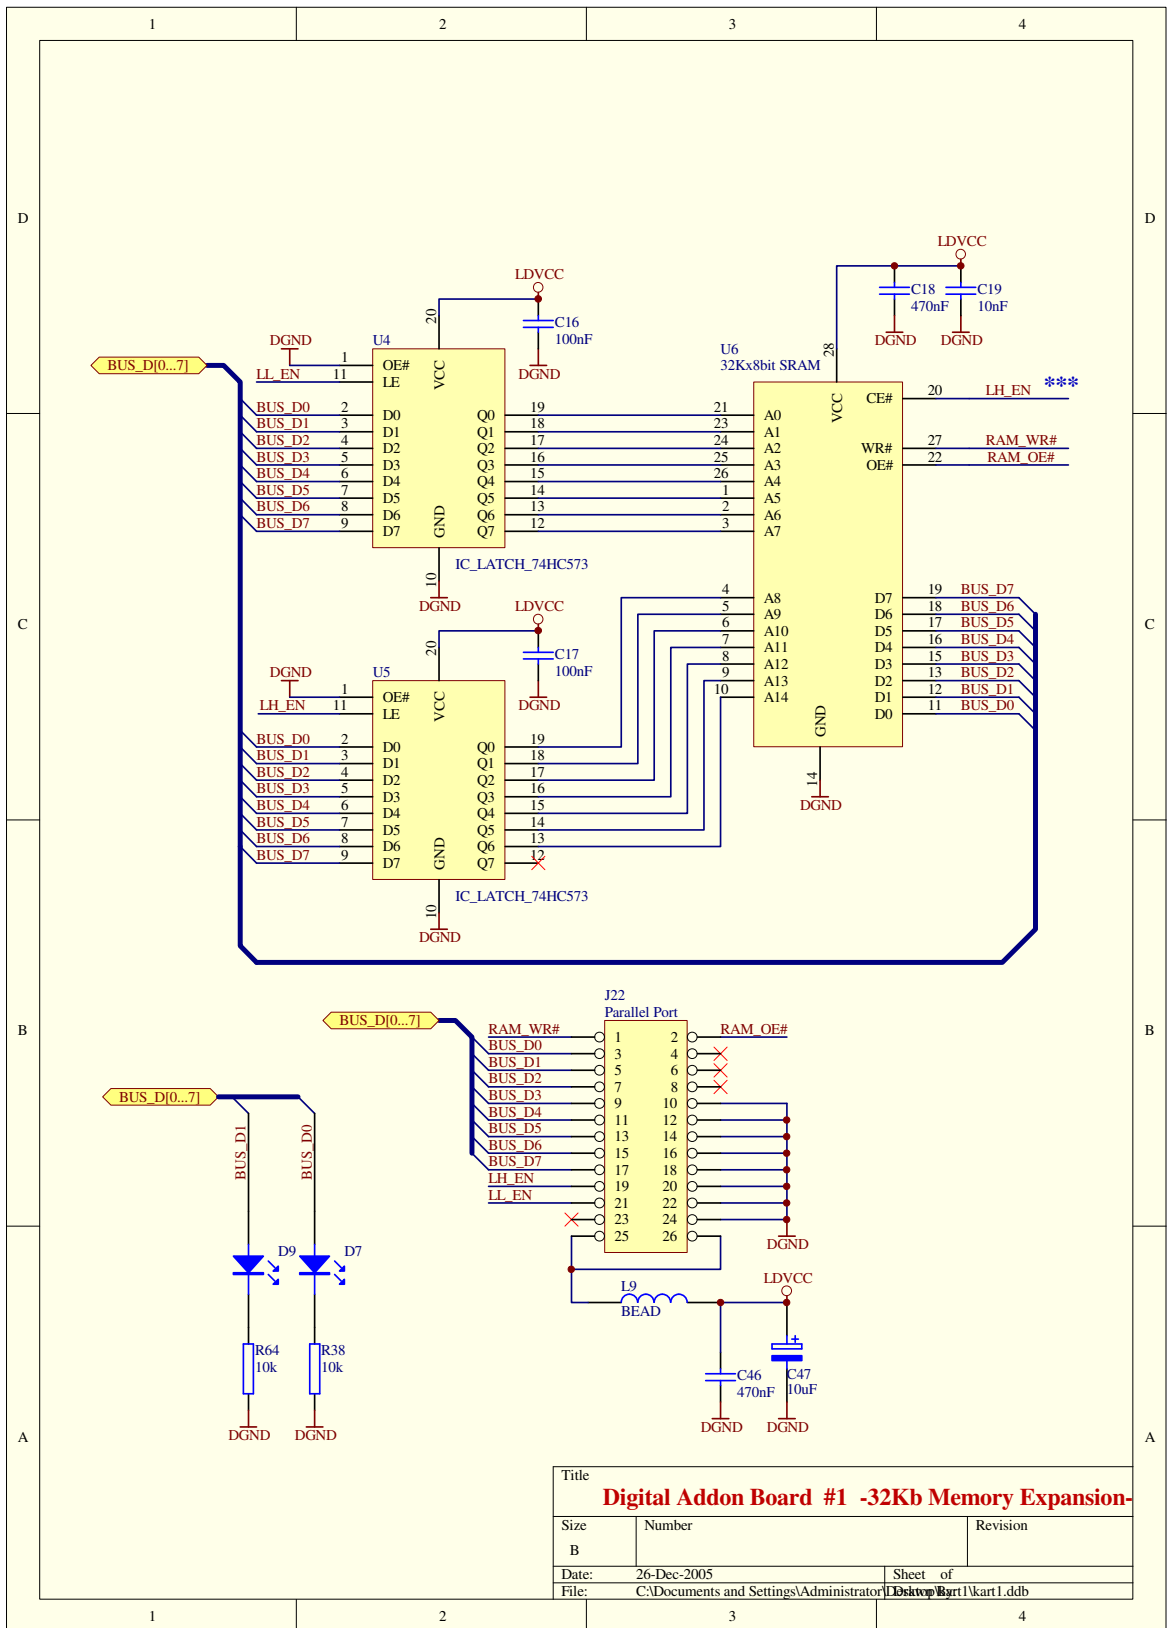 1 2 3 4
D D
C C
B B
A A
BUS_D[0...7]
DGND
LL_EN
1
11
BUS_D0 2
BUS_D1 3
BUS_D2 4
BUS_D3 5
BUS_D4 6
BUS_D5 7
BUS_D6 8
BUS_D7 9
U4
OE#
LE
VCC
20
D0 Q0 19
D1 Q1 18
D2 Q2 17
D3 Q3 16
D4 Q4 15
D5 Q5 14
D6 Q6 13
D7 Q7 12
GND
10
DGND
IC_LATCH_74HC573
LDVCC
C16
100nF
DGND
DGND
LH_EN
1
11
BUS_D0 2
BUS_D1 3
BUS_D2 4
BUS_D3 5
BUS_D4 6
BUS_D5 7
BUS_D6 8
BUS_D7 9
U5
OE#
LE
VCC
20
D0 Q0 19
D1 Q1 18
D2 Q2 17
D3 Q3 16
D4 Q4 15
D5 Q5 14
D6 Q6 13
D7 Q7 12
GND
10
DGND
IC_LATCH_74HC573
LDVCC
C17
100nF
DGND
U6
32Kx8bit SRAM
28
VCC
LDVCC
C18
470nF
DGND
C19
10nF
DGND
21 A0
23 A1
24 A2
25 A3
26 A4
1 A5
2 A6
3 A7
4 A8
5 A9
6 A10
7 A11
8 A12
9 A13
10 A14
CE# 20 LH_EN ***
WR# 27 RAM_WR#
OE# 22 RAM_OE#
D7 19 BUS_D7
D6 18 BUS_D6
D5 17 BUS_D5
D4 16 BUS_D4
D3 15 BUS_D3
D2 13 BUS_D2
D1 12 BUS_D1
D0 11 BUS_D0
GND
14
DGND
BUS_D[0...7]
J22
Parallel Port
RAM_WR# 1 2 RAM_OE#
BUS_D0 3 4
BUS_D1 5 6
BUS_D2 7 8
BUS_D3 9 10
BUS_D4 11 12
BUS_D5 13 14
BUS_D6 15 16
BUS_D7 17 18
LH_EN 19 20
LL_EN 21 22
23 24
25 26
DGND
L9
BEAD
LDVCC
C46
470nF
DGND
+
C47
10uF
DGND
BUS_D[0...7]
BUS_D1
BUS_D0
D9
D7
R64
10k
R38
10k
DGND
DGND
Title
Digital Addon Board #1 -32Kb Memory Expansion-
Size Number Revision
B
Date: 26-Dec-2005 Sheet of
File: C:\Documents and Settings\Administrator\Desktop\kart1\kart1.ddb
1 2 3 4